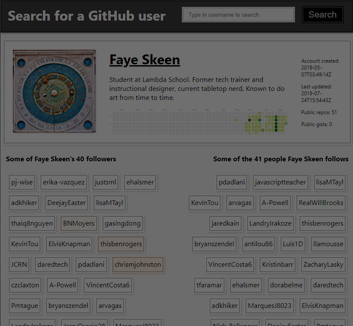 Search for a GitHub user
Type in username to search
Search
Faye Skeen
Student at Lambda School. Former tech trainer and
instructional designer, current tabletop nerd. Known to do
art from time to time.
Account created:
2018-05-
07T03:49:14Z
Last updated:
2019-07-
24T15:54:43Z
Public repos: 51
Public gists: 0
Some of Faye Skeen's 40 followers
pj-wise erika-vazquez justsml ehalsmer
adkhiker DeejayEaster lisaMTayl
thaiq8nguyen BNMoyers gasingdong
KevinTou ElvisKnapman thisbenrogers
JCRN daredtech pdadlani chrismjohnston
czclaxton A-Powell VincentCosta6
Pmtague bryanszendel arvagas
Some of the 41 people Faye Skeen follows
pdadlani javascriptteacher lisaMTayl
KevinTou arvagas A-Powell RealWillBrooks
jaredkain LandryIrakoze thisbenrogers
bryanszendel antilou86 Luis1D llamousse
VincentCosta6 Kristinbarr ZacharyLasky
tfaramar ehalsmer dorabelme daredtech
adkhiker MarquesJ8023 ElvisKnapman